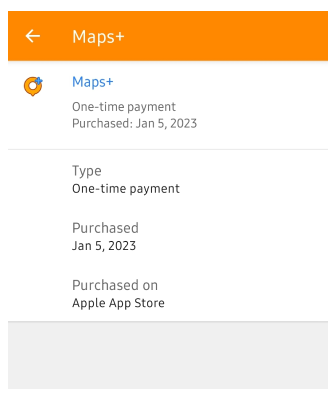 Maps+
Maps+
One-time payment
Purchased: Jan 5, 2023
Type
One-time payment
Purchased
Jan 5, 2023
Purchased on
Apple App Store